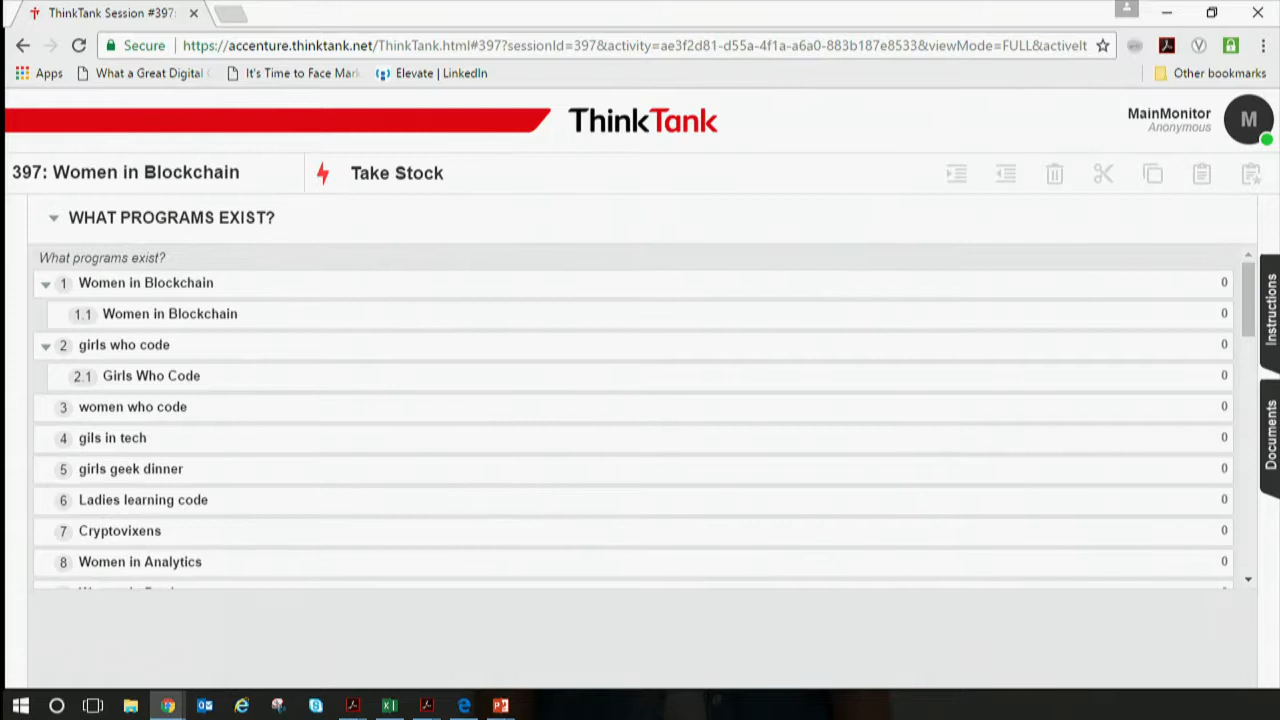 ThinkTank Session #397:
Secure https://accenture.thinktank.net/ThinkTank.html#397?sessionId=397&activity=ae3f2d81-d55a-4f1a-a6a0-883b187e8533&viewMode=FULL&activeIt
Apps What a Great Digital It's Time to Face Mark Elevate | LinkedIn Other bookmarks
ThinkTank
MainMonitor
Anonymous
M
397: Women in Blockchain Take Stock
WHAT PROGRAMS EXIST?
What programs exist?
1 Women in Blockchain 0
1.1 Women in Blockchain 0
2 girls who code 0
2.1 Girls Who Code 0
3 women who code 0
4 gils in tech 0
5 girls geek dinner 0
6 Ladies learning code 0
7 Cryptovixens 0
8 Women in Analytics 0
Instructions
Documents